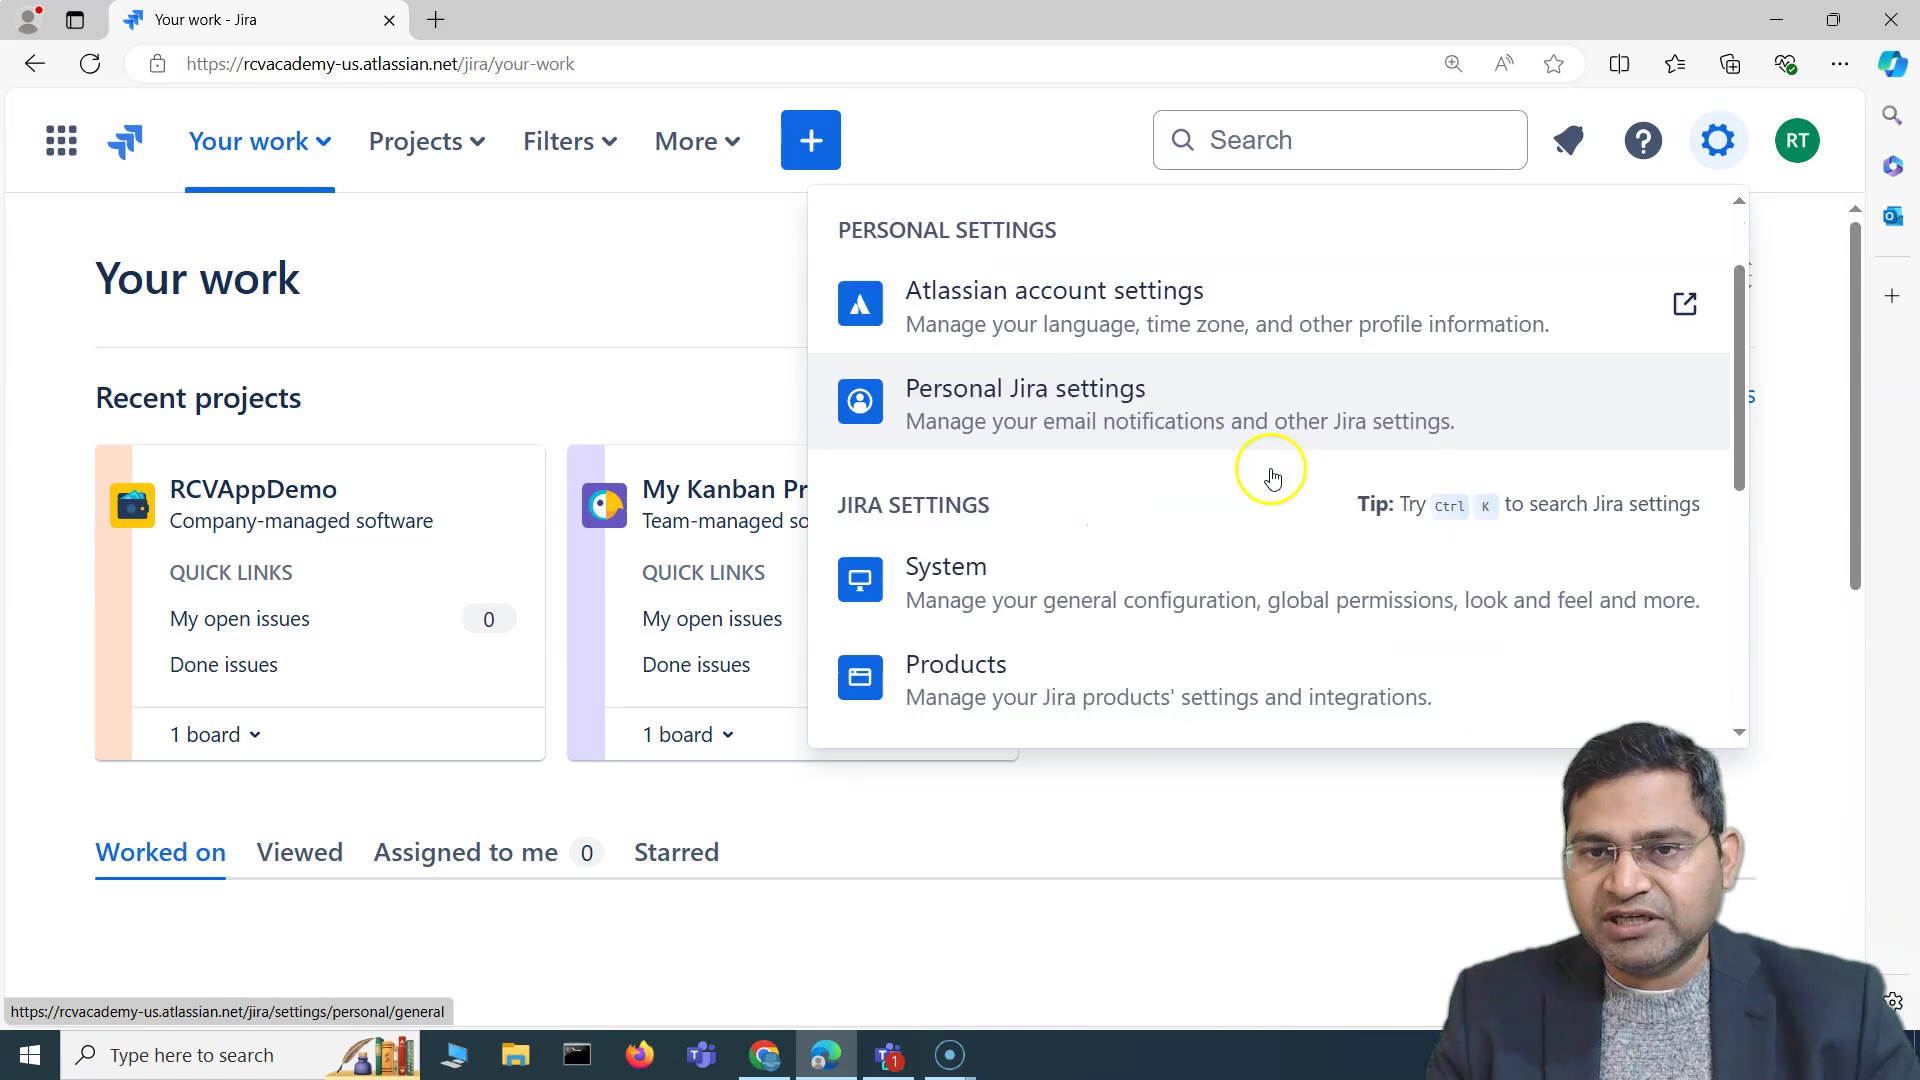 Your work - Jira
https://rcvacademy-us.atlassian.net/jira/your-work
Your work
Projects
Filters
More
Search
RT
PERSONAL SETTINGS
Atlassian account settings
Manage your language, time zone, and other profile information.
Personal Jira settings
Manage your email notifications and other Jira settings.
JIRA SETTINGS
Tip: Try Ctrl K to search Jira settings
System
Manage your general configuration, global permissions, look and feel and more.
Products
Manage your Jira products' settings and integrations.
Your work
Recent projects
RCVAppDemo
Company-managed software
QUICK LINKS
My open issues 0
Done issues
1 board
My Kanban Pr
Team-managed so
QUICK LINKS
My open issues
Done issues
1 board
Worked on
Viewed
Assigned to me 0
Starred
https://rcvacademy-us.atlassian.net/jira/settings/personal/general
Type here to search
1